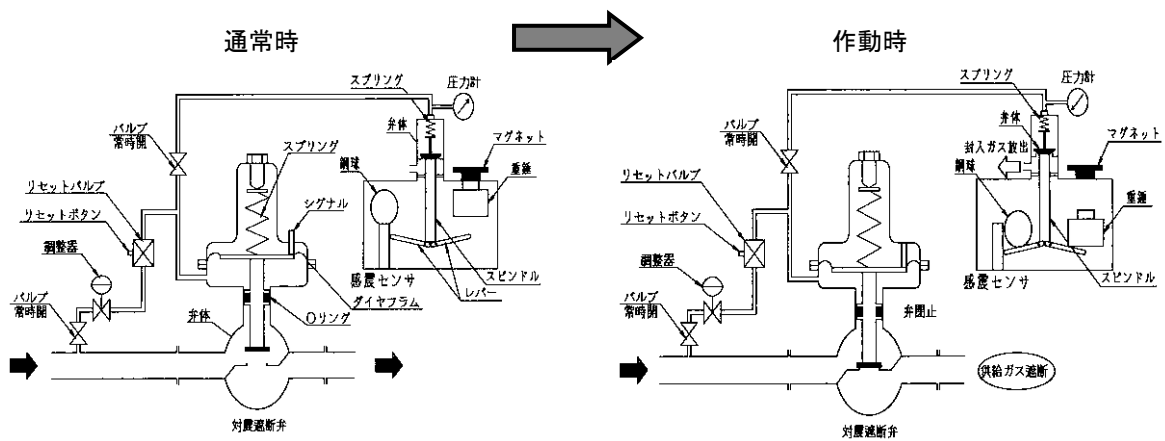 通常時
作動時
スプリング
圧力計
バルブ
常時開
弁体
マグネット
スプリング
鋼球
重錘
リセットバルブ
リセットボタン
シグナル
調整器
感震センサ
スピンドル
レバー
ダイヤフラム
Oリング
バルブ
常時開
弁体
対震遮断弁
スプリング
圧力計
バルブ
常時開
弁体
マグネット
封入ガス放出
鋼球
重錘
リセットバルブ
リセットボタン
調整器
感震センサ
スピンドル
バルブ
常時開
弁閉止
供給ガス遮断
対震遮断弁